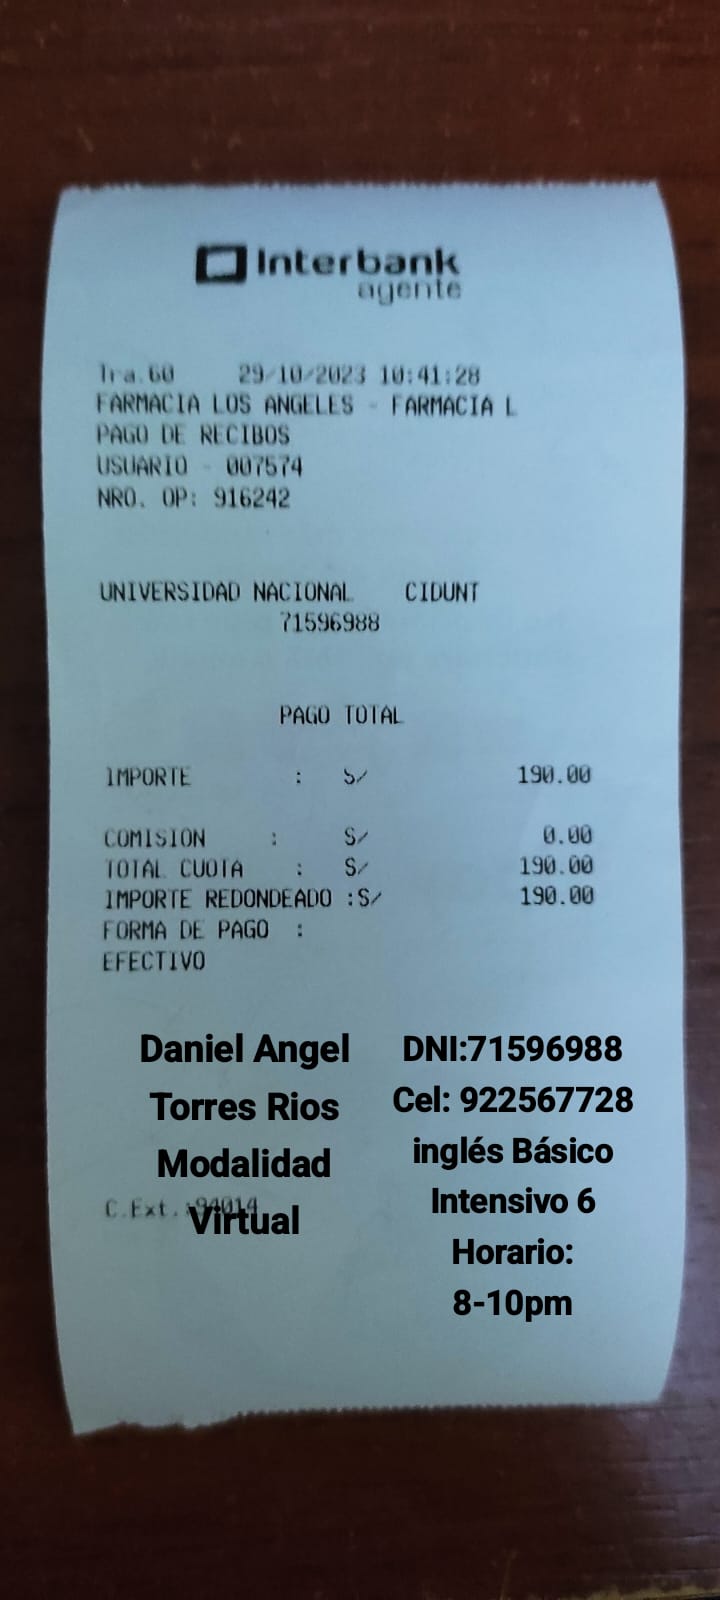 Interbank
agente
Tra.60 29/10/2023 10:41:28
FARMACIA LOS ANGELES - FARMACIA L
PAGO DE RECIBOS
USUARIO - 007574
NRO. OP: 916242
UNIVERSIDAD NACIONAL CIDUNT
71596988
PAGO TOTAL
IMPORTE : S/ 190.00
COMISION : S/ 0.00
TOTAL CUOTA : S/ 190.00
IMPORTE REDONDEADO :S/ 190.00
FORMA DE PAGO :
EFECTIVO
Daniel Angel
Torres Rios
Modalidad
Virtual
DNI:71596988
Cel: 922567728
inglés Básico
Intensivo 6
Horario:
8-10pm
C.Ext.:94014